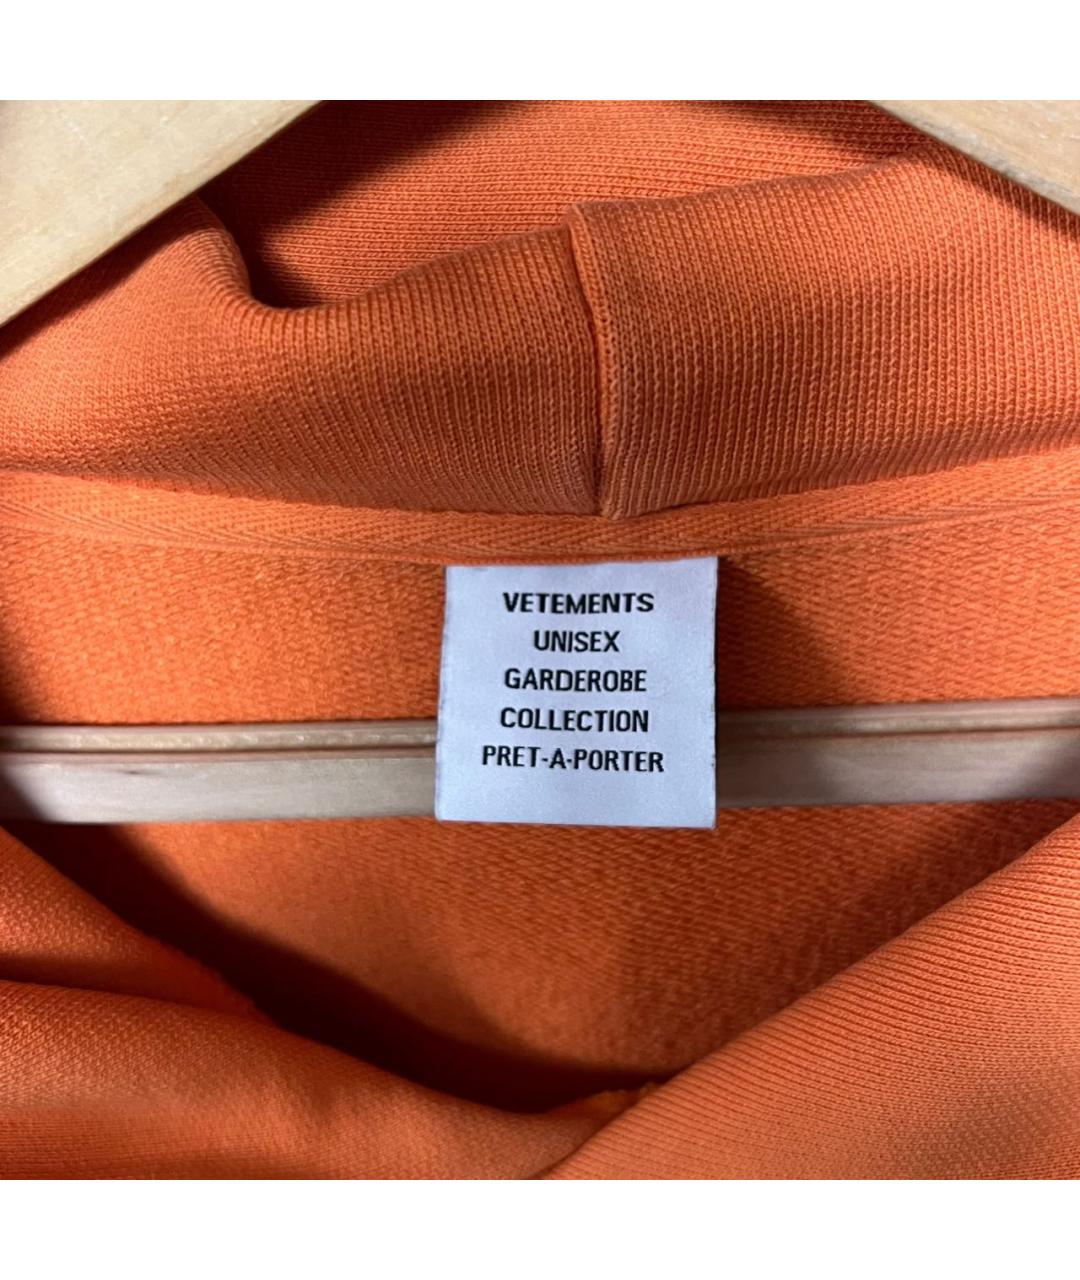 VETEMENTS
UNISEX
GARDEROBE
COLLECTION
PRET-A-PORTER